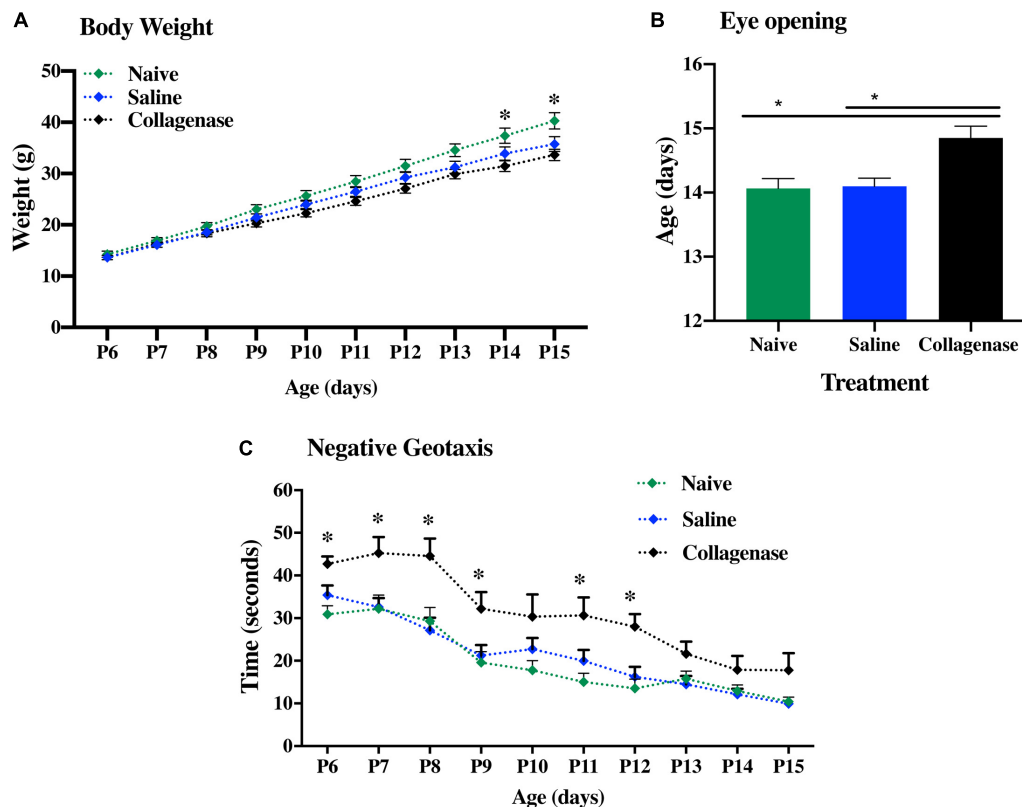 A
Body Weight
50
40
30
20
10
0
Weight (g)
Naive
Saline
Collagenase
*
*
P6 P7 P8 P9 P10 P11 P12 P13 P14 P15
Age (days)
B
Eye opening
16
15
14
13
12
Age (days)
*
*
Naive Saline Collagenase
Treatment
C
Negative Geotaxis
60
50
40
30
20
10
0
Time (seconds)
Naive
Saline
Collagenase
* * * * * *
P6 P7 P8 P9 P10 P11 P12 P13 P14 P15
Age (days)